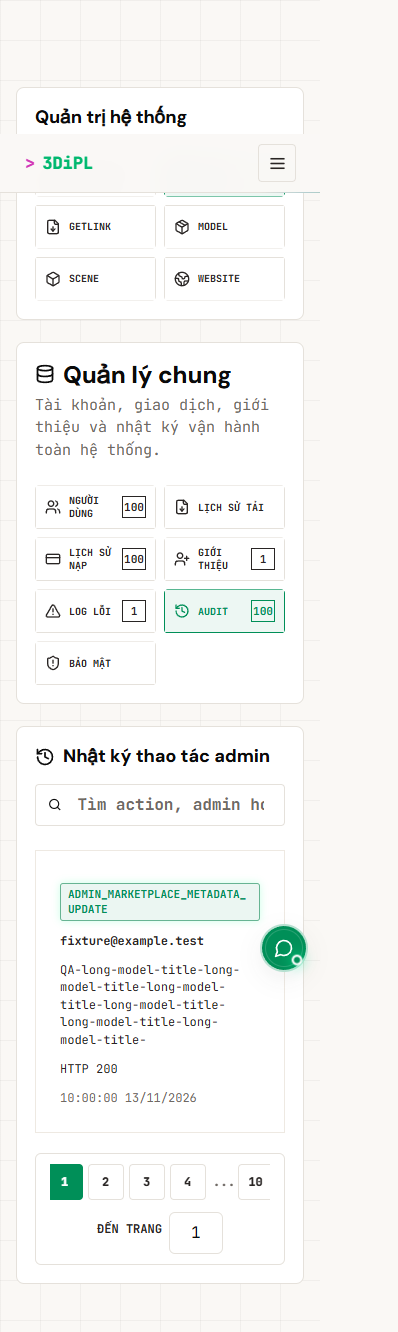 Quản trị hệ thống
> 3DiPL
GETLINK
MODEL
SCENE
WEBSITE
Quản lý chung
Tài khoản, giao dịch, giới
thiệu và nhật ký vận hành
toàn hệ thống.
NGƯỜI
DÙNG
100
LỊCH SỬ TẢI
LỊCH SỬ
NẠP
100
GIỚI
THIỆU
1
LOG LỖI
1
AUDIT
100
BẢO MẬT
Nhật ký thao tác admin
Tìm action, admin hoặ
ADMIN_MARKETPLACE_METADATA_
UPDATE
fixture@example.test
QA-long-model-title-long-
model-title-long-model-
title-long-model-title-
long-model-title-long-
model-title-
HTTP 200
10:00:00 13/11/2026
1
2
3
4
...
10
ĐẾN TRANG
1